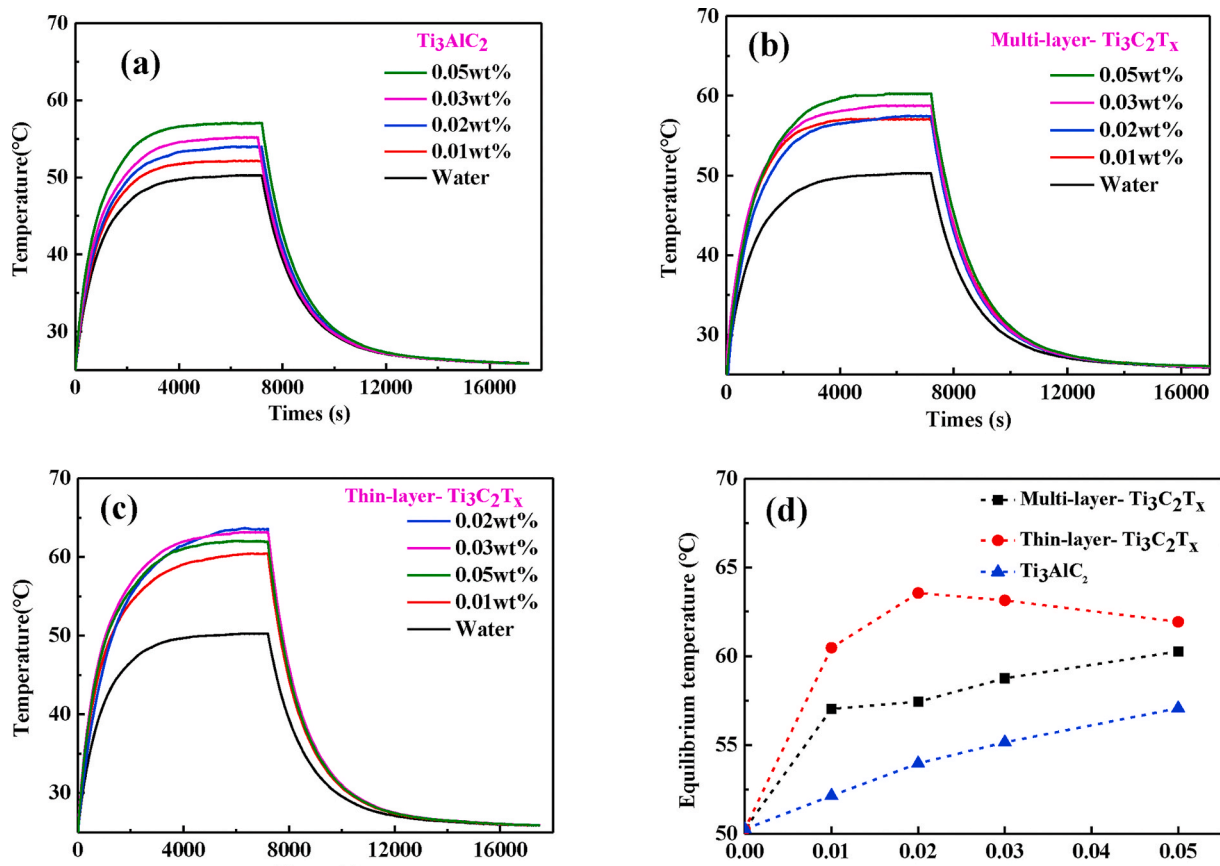 (a)
Ti3AlC2
0.05wt%
0.03wt%
0.02wt%
0.01wt%
Water
70
60
50
40
30
Temperature(°C)
0 4000 8000 12000 16000
Times (s)
(b)
Multi-layer- Ti3C2Tx
0.05wt%
0.03wt%
0.02wt%
0.01wt%
Water
70
60
50
40
30
Temperature(°C)
0 4000 8000 12000 16000
Times (s)
(c)
Thin-layer- Ti3C2Tx
0.02wt%
0.03wt%
0.05wt%
0.01wt%
Water
70
60
50
40
30
Temperature(°C)
0 4000 8000 12000 16000
(d)
Multi-layer- Ti3C2Tx
Thin-layer- Ti3C2Tx
Ti3AlC2
70
65
60
55
50
Equilibrium temperature (°C)
0.00 0.01 0.02 0.03 0.04 0.05